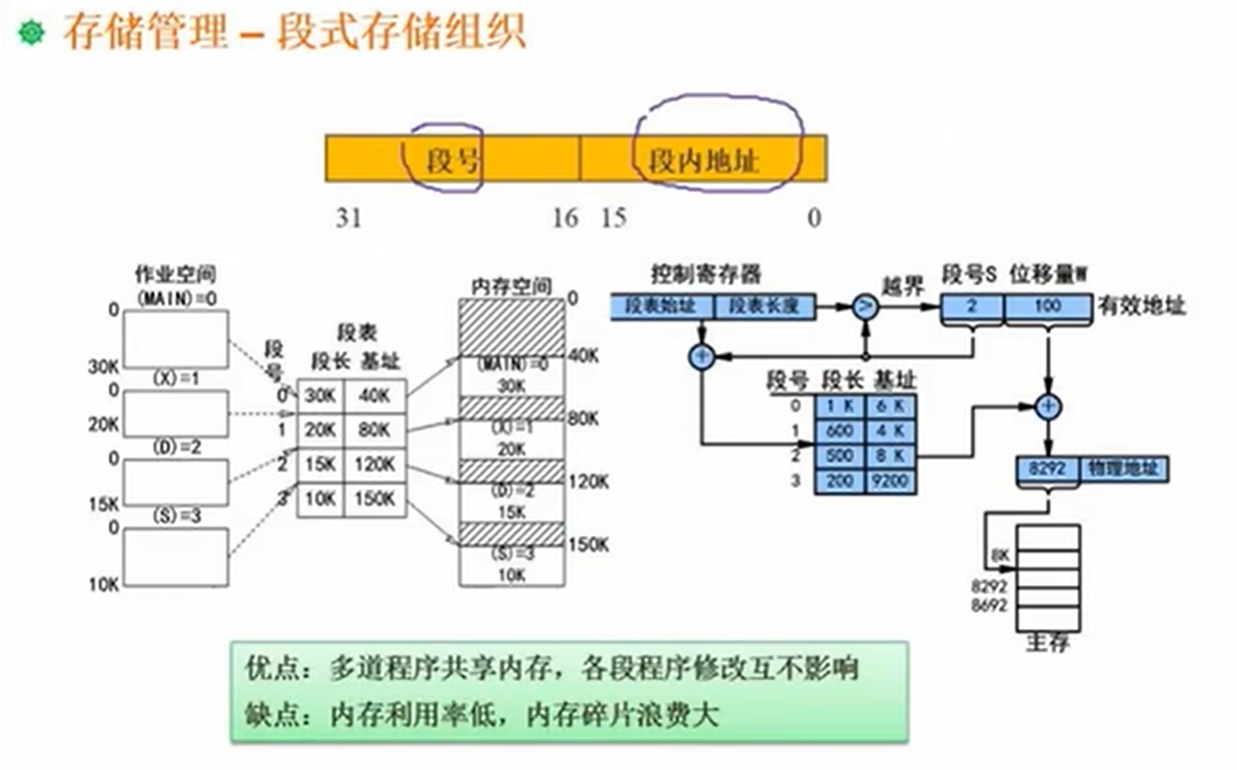 存储管理 – 段式存储组织
段号 段内地址
31 16 15 0
作业空间
(MAIN)=0
0
30K
(X)=1
0
20K
(D)=2
0
15K
(S)=3
0
10K
段表
段号 段长 基址
0 30K 40K
1 20K 80K
2 15K 120K
3 10K 150K
内存空间
0
40K
(MAIN)=0
30K
80K
(X)=1
20K
120K
(D)=2
15K
150K
(S)=3
10K
控制寄存器
段表始址 段表长度
>
越界
段号S 位移量W
2 100 有效地址
+
段号 段长 基址
0 1 K 6 K
1 600 4 K
2 500 8 K
3 200 9200
+
8292 物理地址
8K
8292
8692
主存
优点：多道程序共享内存，各段程序修改互不影响
缺点：内存利用率低，内存碎片浪费大